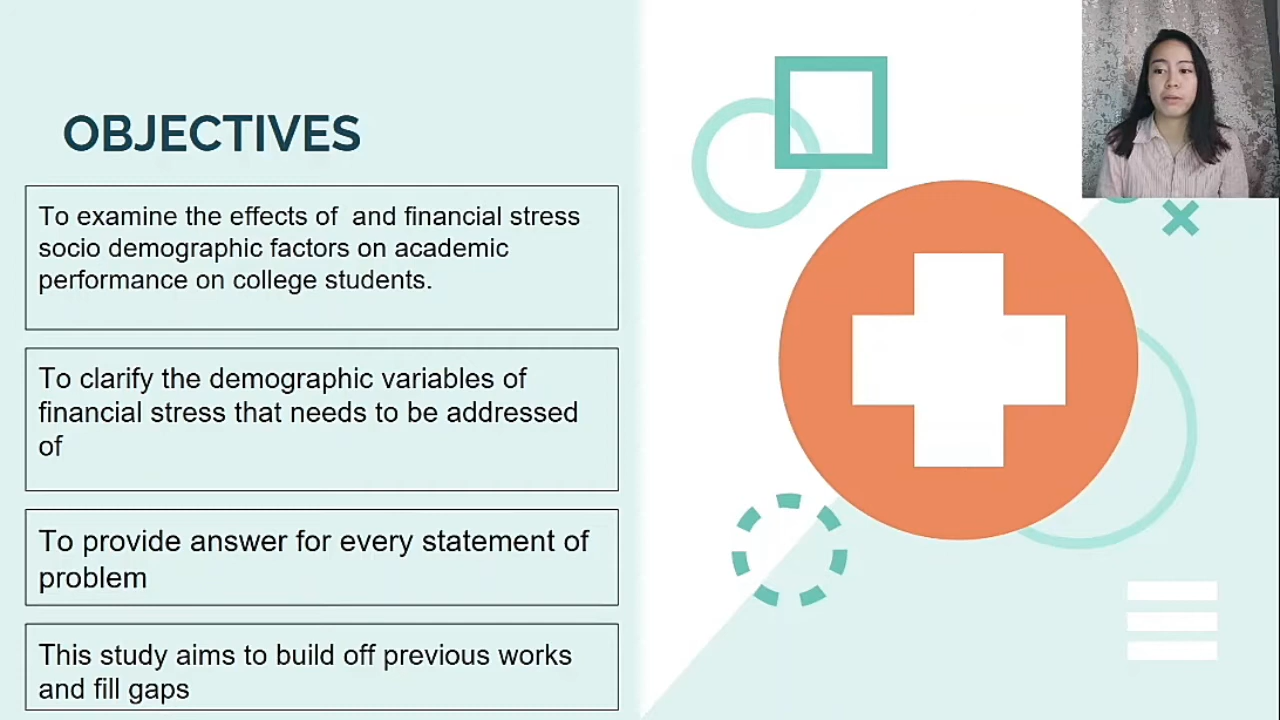 OBJECTIVES
To examine the effects of  and financial stress
socio demographic factors on academic
performance on college students.
To clarify the demographic variables of
financial stress that needs to be addressed
of
To provide answer for every statement of
problem
This study aims to build off previous works
and fill gaps